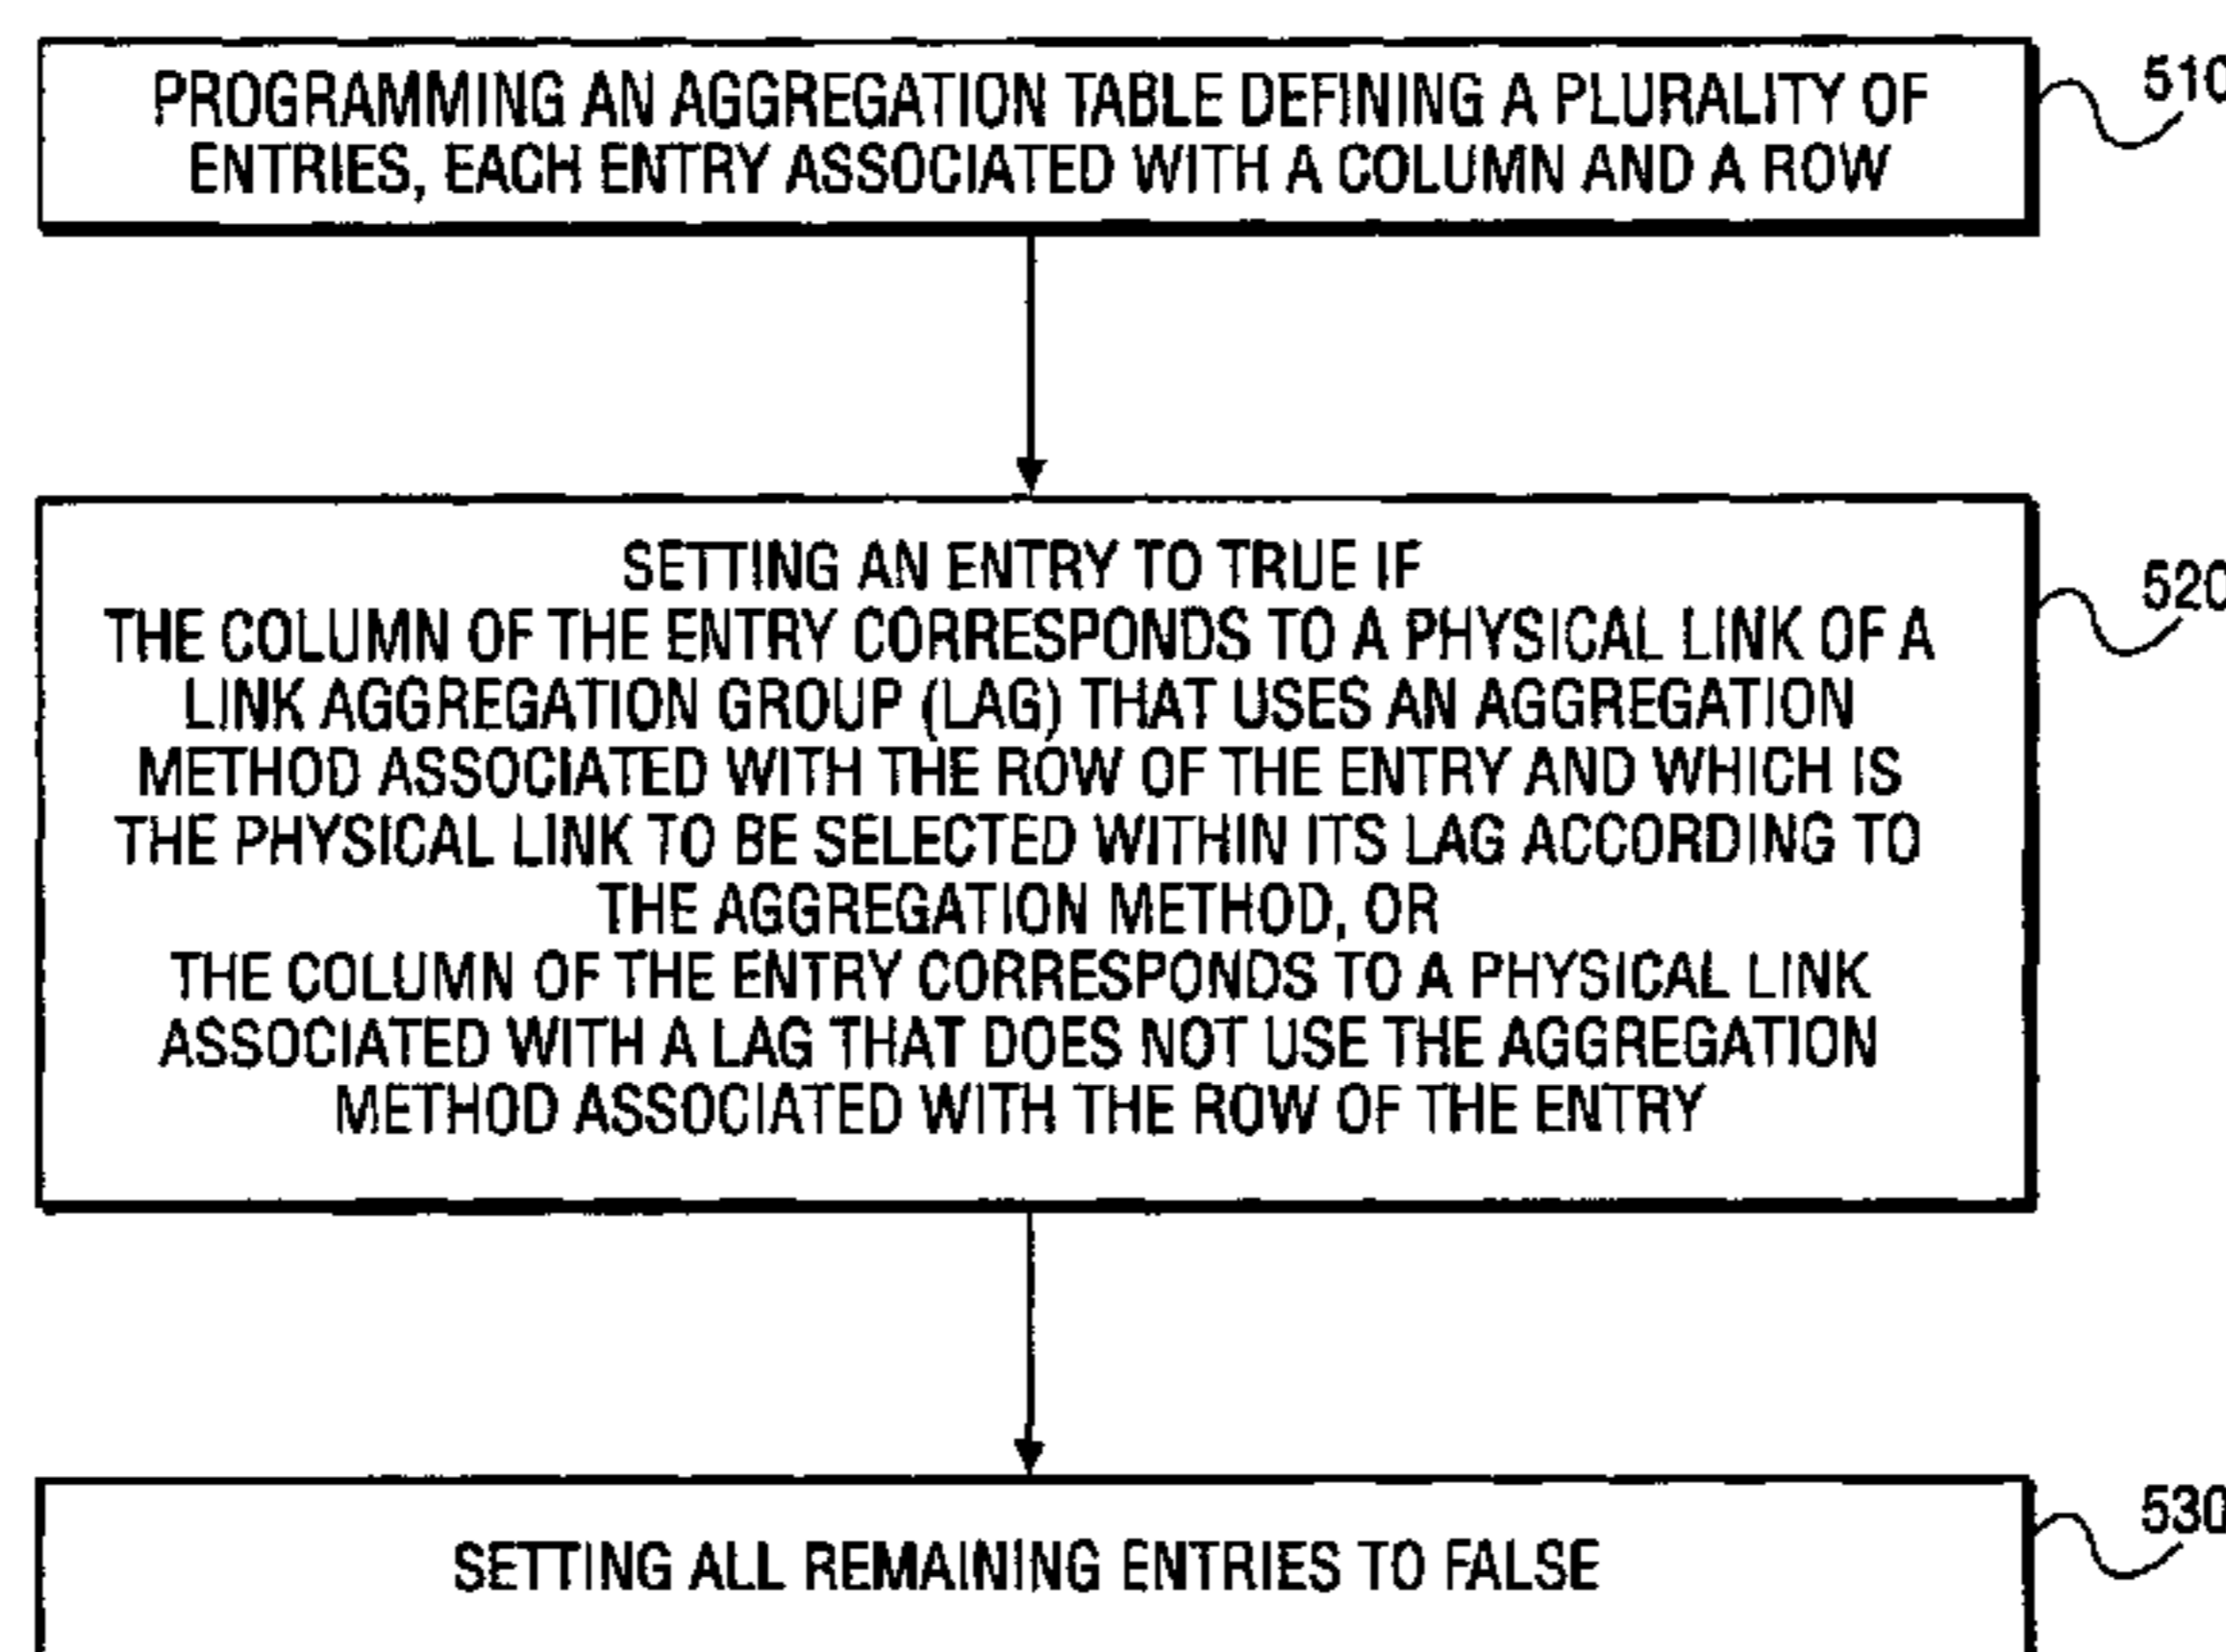 PROGRAMMING AN AGGREGATION TABLE DEFINING A PLURALITY OF
ENTRIES, EACH ENTRY ASSOCIATED WITH A COLUMN AND A ROW
510
SETTING AN ENTRY TO TRUE IF
THE COLUMN OF THE ENTRY CORRESPONDS TO A PHYSICAL LINK OF A
LINK AGGREGATION GROUP (LAG) THAT USES AN AGGREGATION
METHOD ASSOCIATED WITH THE ROW OF THE ENTRY AND WHICH IS
THE PHYSICAL LINK TO BE SELECTED WITHIN ITS LAG ACCORDING TO
THE AGGREGATION METHOD, OR
THE COLUMN OF THE ENTRY CORRESPONDS TO A PHYSICAL LINK
ASSOCIATED WITH A LAG THAT DOES NOT USE THE AGGREGATION
METHOD ASSOCIATED WITH THE ROW OF THE ENTRY
520
SETTING ALL REMAINING ENTRIES TO FALSE
530